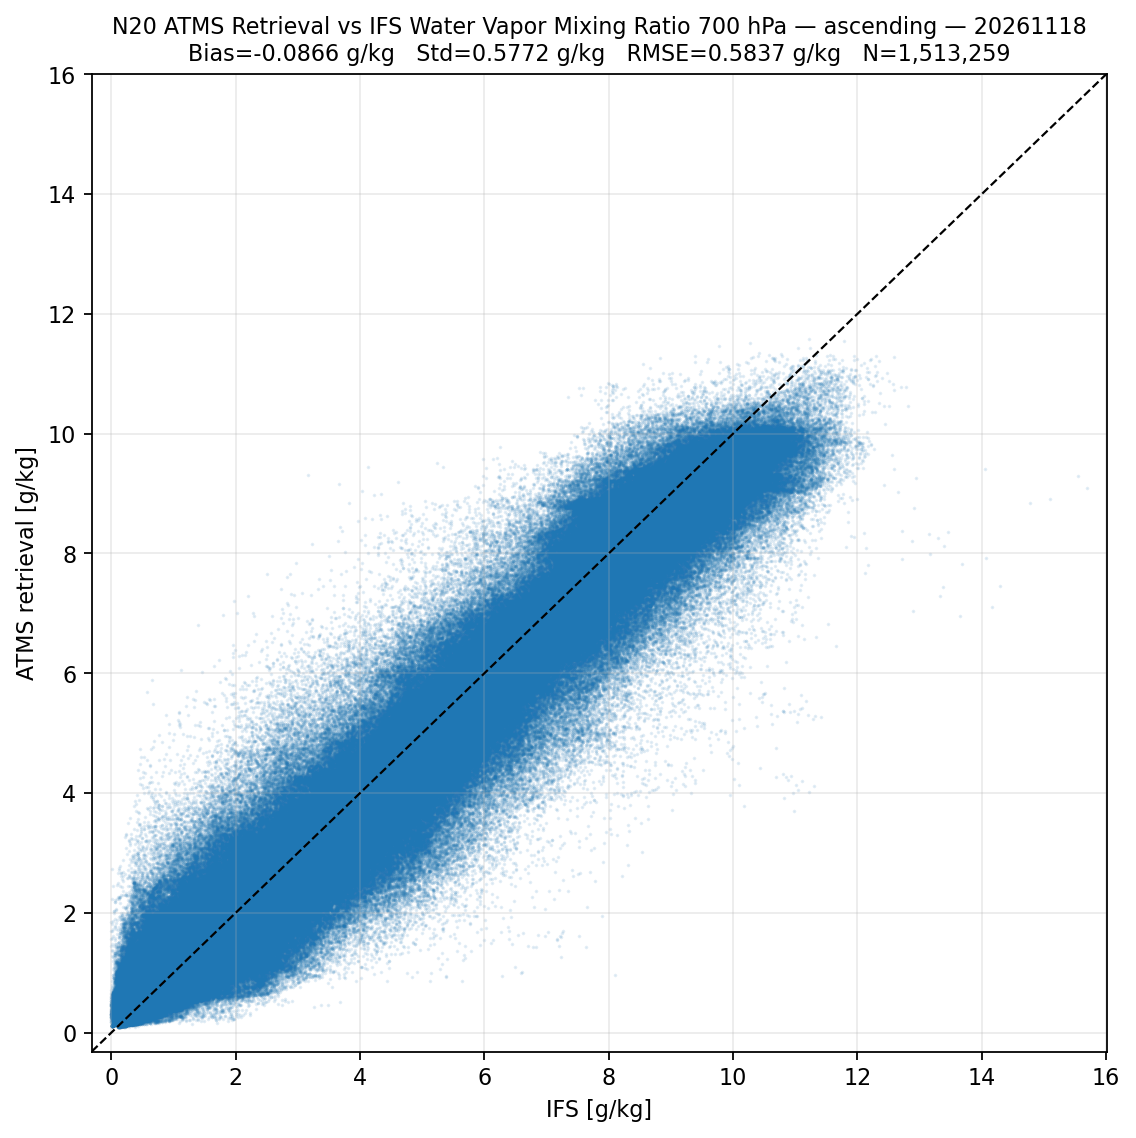 N20 ATMS Retrieval vs IFS Water Vapor Mixing Ratio 700 hPa — ascending — 20261118
Bias=-0.0866 g/kg   Std=0.5772 g/kg   RMSE=0.5837 g/kg   N=1,513,259
16
14
12
10
8
6
4
2
0
ATMS retrieval [g/kg]
0 2 4 6 8 10 12 14 16
IFS [g/kg]